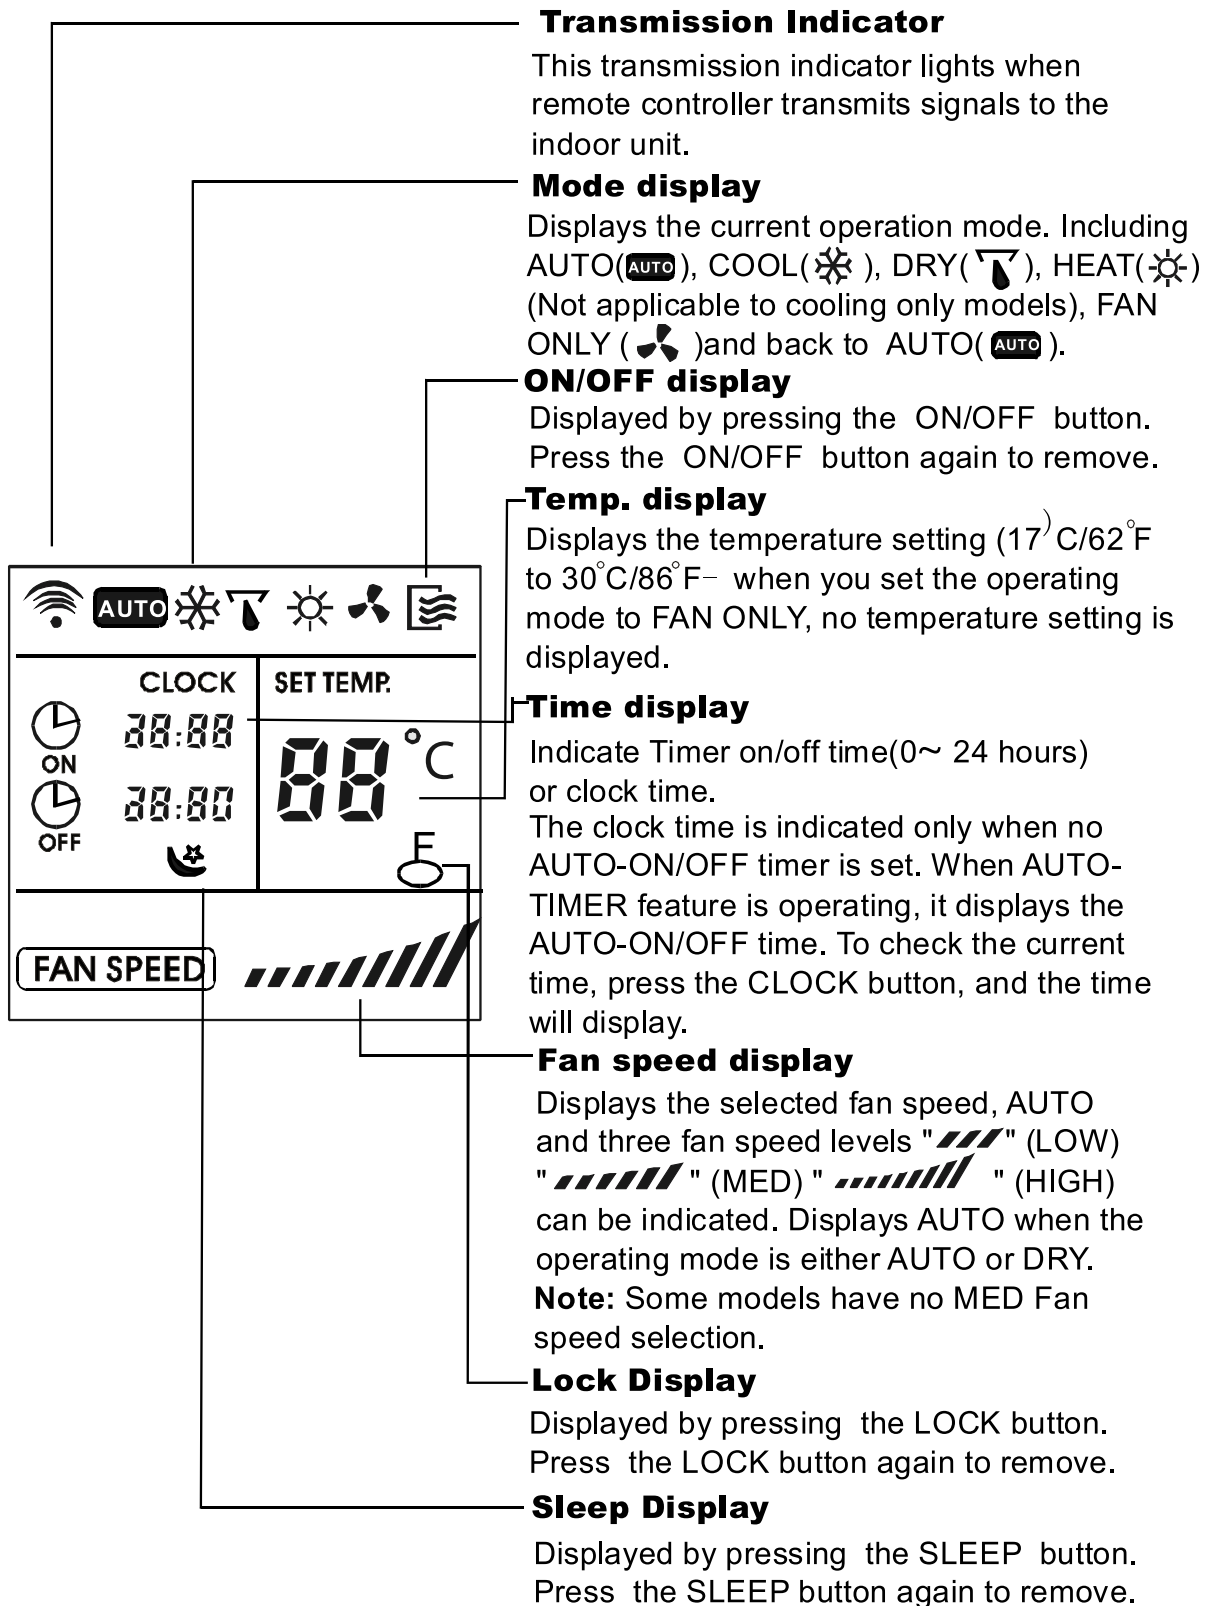 Transmission Indicator
This transmission indicator lights when
remote controller transmits signals to the
indoor unit.
Mode display
Displays the current operation mode. Including
AUTO(AUTO), COOL( ), DRY( ), HEAT( )
(Not applicable to cooling only models), FAN
ONLY ( )and back to AUTO( AUTO ).
ON/OFF display
Displayed by pressing the ON/OFF button.
Press the ON/OFF button again to remove.
Temp. display
Displays the temperature setting (17)C/62°F
to 30°C/86°F– when you set the operating
mode to FAN ONLY, no temperature setting is
displayed.
Time display
Indicate Timer on/off time(0~ 24 hours)
or clock time.
The clock time is indicated only when no
AUTO-ON/OFF timer is set. When AUTO-
TIMER feature is operating, it displays the
AUTO-ON/OFF time. To check the current
time, press the CLOCK button, and the time
will display.
Fan speed display
Displays the selected fan speed, AUTO
and three fan speed levels " " (LOW)
" " (MED) " " (HIGH)
can be indicated. Displays AUTO when the
operating mode is either AUTO or DRY.
Note: Some models have no MED Fan
speed selection.
Lock Display
Displayed by pressing the LOCK button.
Press the LOCK button again to remove.
Sleep Display
Displayed by pressing the SLEEP button.
Press the SLEEP button again to remove.
AUTO
CLOCK
SET TEMP.
ON
88 °C
OFF
F
FAN SPEED